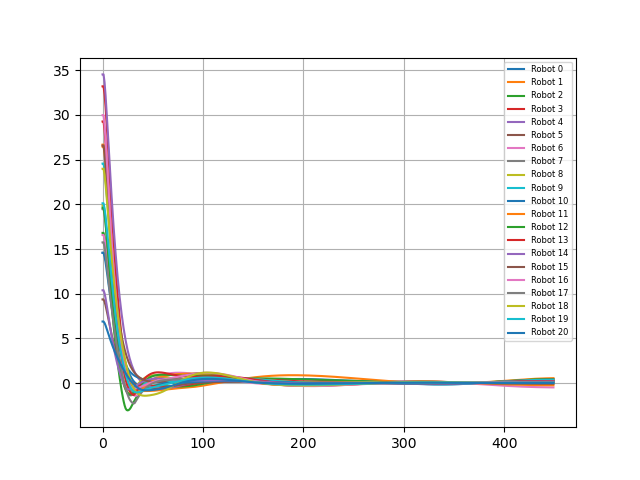 35
30
25
20
15
10
5
0
0
100
200
300
400
Robot 0
Robot 1
Robot 2
Robot 3
Robot 4
Robot 5
Robot 6
Robot 7
Robot 8
Robot 9
Robot 10
Robot 11
Robot 12
Robot 13
Robot 14
Robot 15
Robot 16
Robot 17
Robot 18
Robot 19
Robot 20